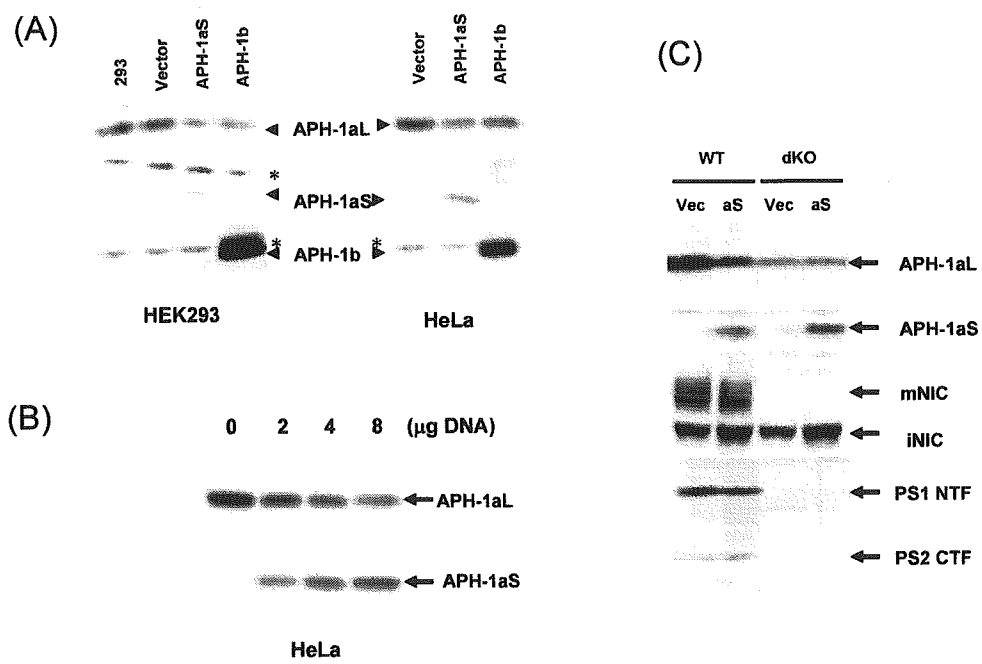 (A)
293
Vector
APH-1aS
APH-1b
Vector
APH-1aS
APH-1b
APH-1aL
*
APH-1aS
*
*
APH-1b
HEK293
HeLa
(B)
0 2 4 8 (μg DNA)
APH-1aL
APH-1aS
HeLa
(C)
WT dKO
Vec aS Vec aS
APH-1aL
APH-1aS
mNIC
iNIC
PS1 NTF
PS2 CTF